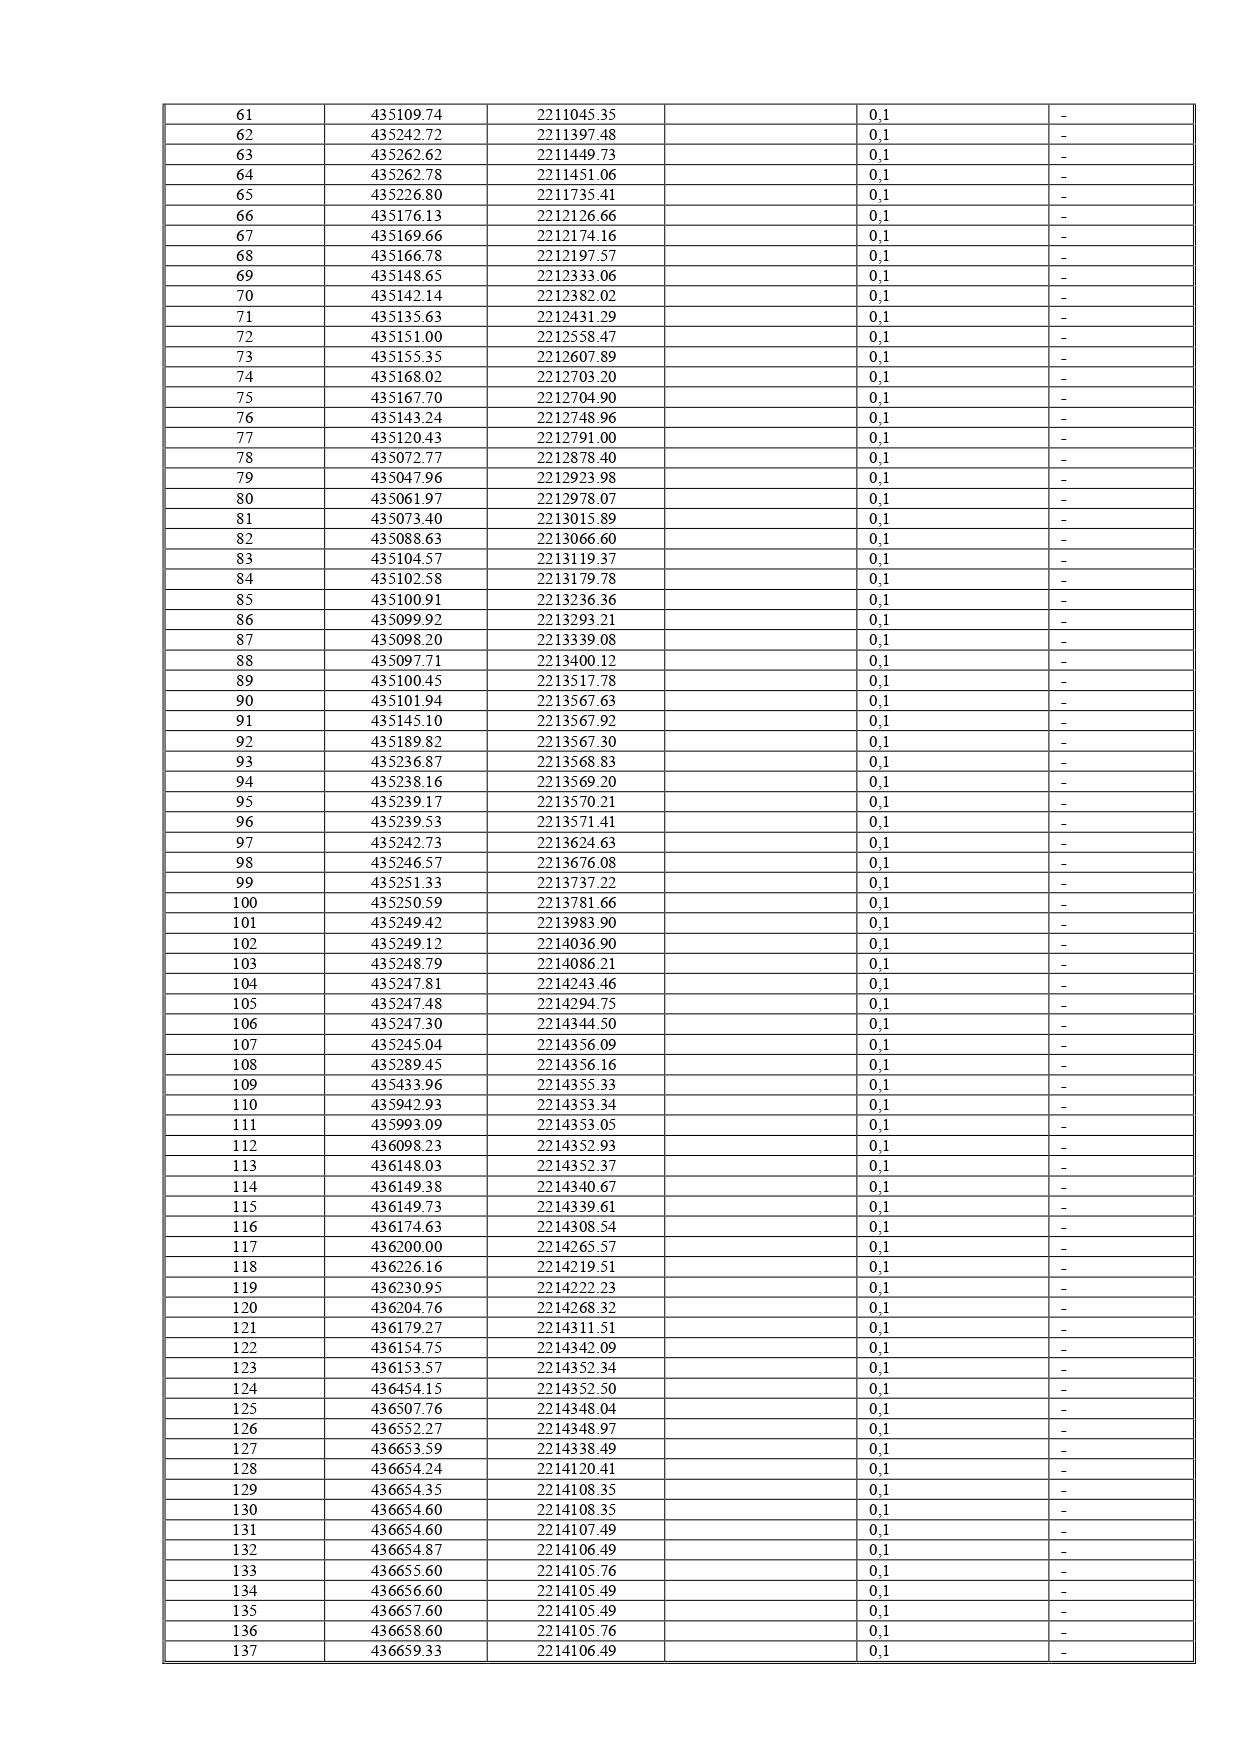 61 435109.74 2211045.35 0,1 -
62 435242.72 2211397.48 0,1 -
63 435262.62 2211449.73 0,1 -
64 435262.78 2211451.06 0,1 -
65 435226.80 2211735.41 0,1 -
66 435176.13 2212126.66 0,1 -
67 435169.66 2212174.16 0,1 -
68 435166.78 2212197.57 0,1 -
69 435148.65 2212333.06 0,1 -
70 435142.14 2212382.02 0,1 -
71 435135.63 2212431.29 0,1 -
72 435151.00 2212558.47 0,1 -
73 435155.35 2212607.89 0,1 -
74 435168.02 2212703.20 0,1 -
75 435167.70 2212704.90 0,1 -
76 435143.24 2212748.96 0,1 -
77 435120.43 2212791.00 0,1 -
78 435072.77 2212878.40 0,1 -
79 435047.96 2212923.98 0,1 -
80 435061.97 2212978.07 0,1 -
81 435073.40 2213015.89 0,1 -
82 435088.63 2213066.60 0,1 -
83 435104.57 2213119.37 0,1 -
84 435102.58 2213179.78 0,1 -
85 435100.91 2213236.36 0,1 -
86 435099.92 2213293.21 0,1 -
87 435098.20 2213339.08 0,1 -
88 435097.71 2213400.12 0,1 -
89 435100.45 2213517.78 0,1 -
90 435101.94 2213567.63 0,1 -
91 435145.10 2213567.92 0,1 -
92 435189.82 2213567.30 0,1 -
93 435236.87 2213568.83 0,1 -
94 435238.16 2213569.20 0,1 -
95 435239.17 2213570.21 0,1 -
96 435239.53 2213571.41 0,1 -
97 435242.73 2213624.63 0,1 -
98 435246.57 2213676.08 0,1 -
99 435251.33 2213737.22 0,1 -
100 435250.59 2213781.66 0,1 -
101 435249.42 2213983.90 0,1 -
102 435249.12 2214036.90 0,1 -
103 435248.79 2214086.21 0,1 -
104 435247.81 2214243.46 0,1 -
105 435247.48 2214294.75 0,1 -
106 435247.30 2214344.50 0,1 -
107 435245.04 2214356.09 0,1 -
108 435289.45 2214356.16 0,1 -
109 435433.96 2214355.33 0,1 -
110 435942.93 2214353.34 0,1 -
111 435993.09 2214353.05 0,1 -
112 436098.23 2214352.93 0,1 -
113 436148.03 2214352.37 0,1 -
114 436149.38 2214340.67 0,1 -
115 436149.73 2214339.61 0,1 -
116 436174.63 2214308.54 0,1 -
117 436200.00 2214265.57 0,1 -
118 436226.16 2214219.51 0,1 -
119 436230.95 2214222.23 0,1 -
120 436204.76 2214268.32 0,1 -
121 436179.27 2214311.51 0,1 -
122 436154.75 2214342.09 0,1 -
123 436153.57 2214352.34 0,1 -
124 436454.15 2214352.50 0,1 -
125 436507.76 2214348.04 0,1 -
126 436552.27 2214348.97 0,1 -
127 436653.59 2214338.49 0,1 -
128 436654.24 2214120.41 0,1 -
129 436654.35 2214108.35 0,1 -
130 436654.60 2214108.35 0,1 -
131 436654.60 2214107.49 0,1 -
132 436654.87 2214106.49 0,1 -
133 436655.60 2214105.76 0,1 -
134 436656.60 2214105.49 0,1 -
135 436657.60 2214105.49 0,1 -
136 436658.60 2214105.76 0,1 -
137 436659.33 2214106.49 0,1 -